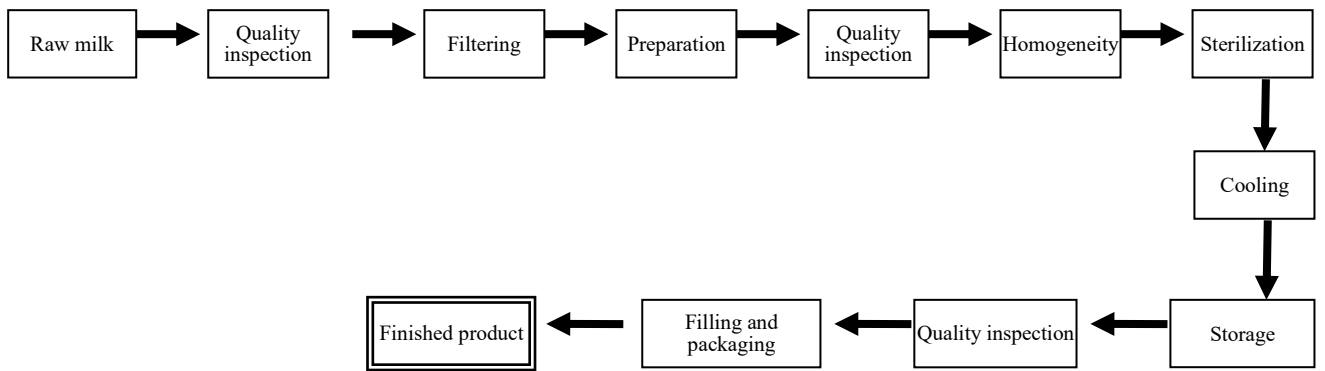 Raw milk
Quality
inspection
Filtering
Preparation
Quality
inspection
Homogeneity
Sterilization
Cooling
Storage
Quality inspection
Filling and
packaging
Finished product